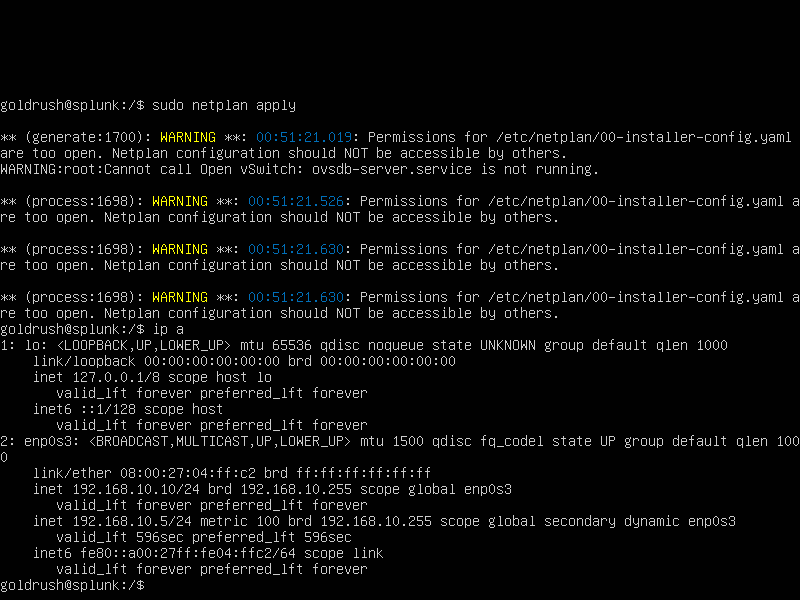 goldrush@splunk:/$ sudo netplan apply
** (generate:1700): WARNING **: 00:51:21.019: Permissions for /etc/netplan/00-installer-config.yaml
are too open. Netplan configuration should NOT be accessible by others.
WARNING:root:Cannot call Open vSwitch: ovsdb-server.service is not running.
** (process:1698): WARNING **: 00:51:21.526: Permissions for /etc/netplan/00-installer-config.yaml a
re too open. Netplan configuration should NOT be accessible by others.
** (process:1698): WARNING **: 00:51:21.630: Permissions for /etc/netplan/00-installer-config.yaml a
re too open. Netplan configuration should NOT be accessible by others.
** (process:1698): WARNING **: 00:51:21.630: Permissions for /etc/netplan/00-installer-config.yaml a
re too open. Netplan configuration should NOT be accessible by others.
goldrush@splunk:/$ ip a
1: lo: <LOOPBACK,UP,LOWER_UP> mtu 65536 qdisc noqueue state UNKNOWN group default qlen 1000
    link/loopback 00:00:00:00:00:00 brd 00:00:00:00:00:00
    inet 127.0.0.1/8 scope host lo
       valid_lft forever preferred_lft forever
    inet6 ::1/128 scope host
       valid_lft forever preferred_lft forever
2: enp0s3: <BROADCAST,MULTICAST,UP,LOWER_UP> mtu 1500 qdisc fq_codel state UP group default qlen 100
0
    link/ether 08:00:27:04:ff:c2 brd ff:ff:ff:ff:ff:ff
    inet 192.168.10.10/24 brd 192.168.10.255 scope global enp0s3
       valid_lft forever preferred_lft forever
    inet 192.168.10.5/24 metric 100 brd 192.168.10.255 scope global secondary dynamic enp0s3
       valid_lft 596sec preferred_lft 596sec
    inet6 fe80::a00:27ff:fe04:ffc2/64 scope link
       valid_lft forever preferred_lft forever
goldrush@splunk:/$